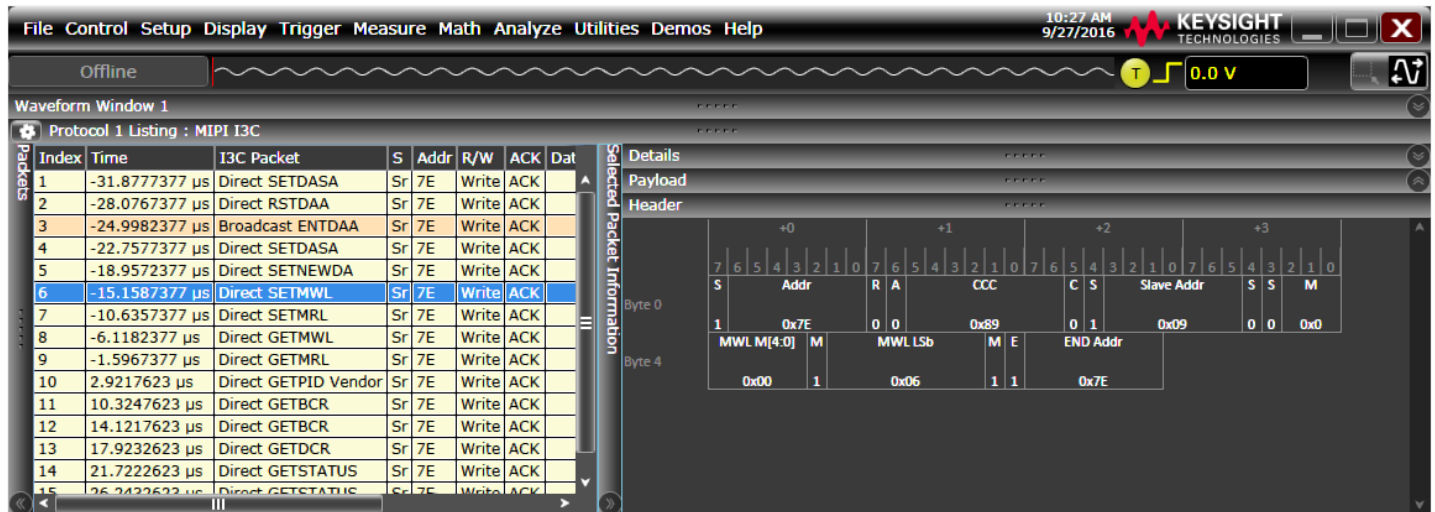 File Control Setup Display Trigger Measure Math Analyze Utilities Demos Help
10:27 AM
9/27/2016
KEYSIGHT
TECHNOLOGIES
X
Offline
T
0.0 V
Waveform Window 1
Protocol 1 Listing : MIPI I3C
Packets
Index Time I3C Packet S Addr R/W ACK Dat
1 -31.8777377 µs Direct SETDASA Sr 7E Write ACK
2 -28.0767377 µs Direct RSTDAA Sr 7E Write ACK
3 -24.9982377 µs Broadcast ENTDAA Sr 7E Write ACK
4 -22.7577377 µs Direct SETDASA Sr 7E Write ACK
5 -18.9572377 µs Direct SETNEWDA Sr 7E Write ACK
6 -15.1587377 µs Direct SETMWL Sr 7E Write ACK
7 -10.6357377 µs Direct SETMRL Sr 7E Write ACK
8 -6.1182377 µs Direct GETMWL Sr 7E Write ACK
9 -1.5967377 µs Direct GETMRL Sr 7E Write ACK
10 2.9217623 µs Direct GETPID Vendor Sr 7E Write ACK
11 10.3247623 µs Direct GETBCR Sr 7E Write ACK
12 14.1217623 µs Direct GETBCR Sr 7E Write ACK
13 17.9232623 µs Direct GETDCR Sr 7E Write ACK
14 21.7222623 µs Direct GETSTATUS Sr 7E Write ACK
15 26.2432623 µs Direct GETSTATUS Sr 7E Write ACK
Selected Packet Information
Details
Payload
Header
+0 +1 +2 +3
7 6 5 4 3 2 1 0 7 6 5 4 3 2 1 0 7 6 5 4 3 2 1 0 7 6 5 4 3 2 1 0
S Addr R A CCC C S Slave Addr S S M
Byte 0
1 0x7E 0 0 0x89 0 1 0x09 0 0 0x0
MWL M[4:0] M MWL LSb M E END Addr
Byte 4
0x00 1 0x06 1 1 0x7E